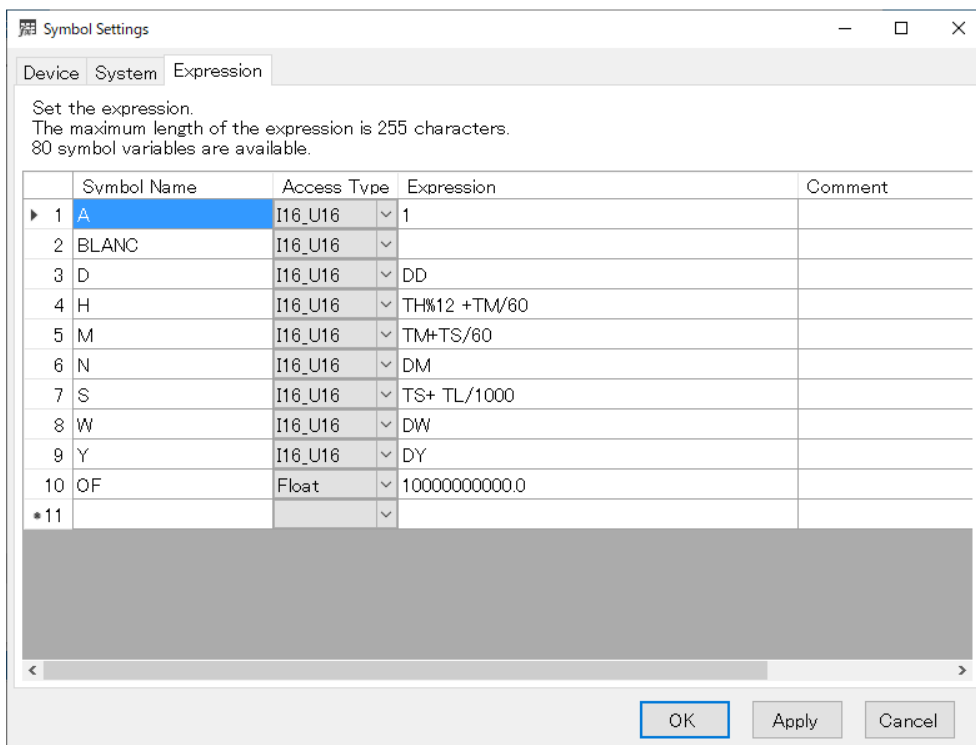 Symbol Settings
Device System Expression
Set the expression.
The maximum length of the expression is 255 characters.
80 symbol variables are available.
Symbol Name Access Type Expression Comment
1 A I16_U16 1
2 BLANC I16_U16
3 D I16_U16 DD
4 H I16_U16 TH%12 +TM/60
5 M I16_U16 TM+TS/60
6 N I16_U16 DM
7 S I16_U16 TS+ TL/1000
8 W I16_U16 DW
9 Y I16_U16 DY
10 OF Float 10000000000.0
*11
OK Apply Cancel